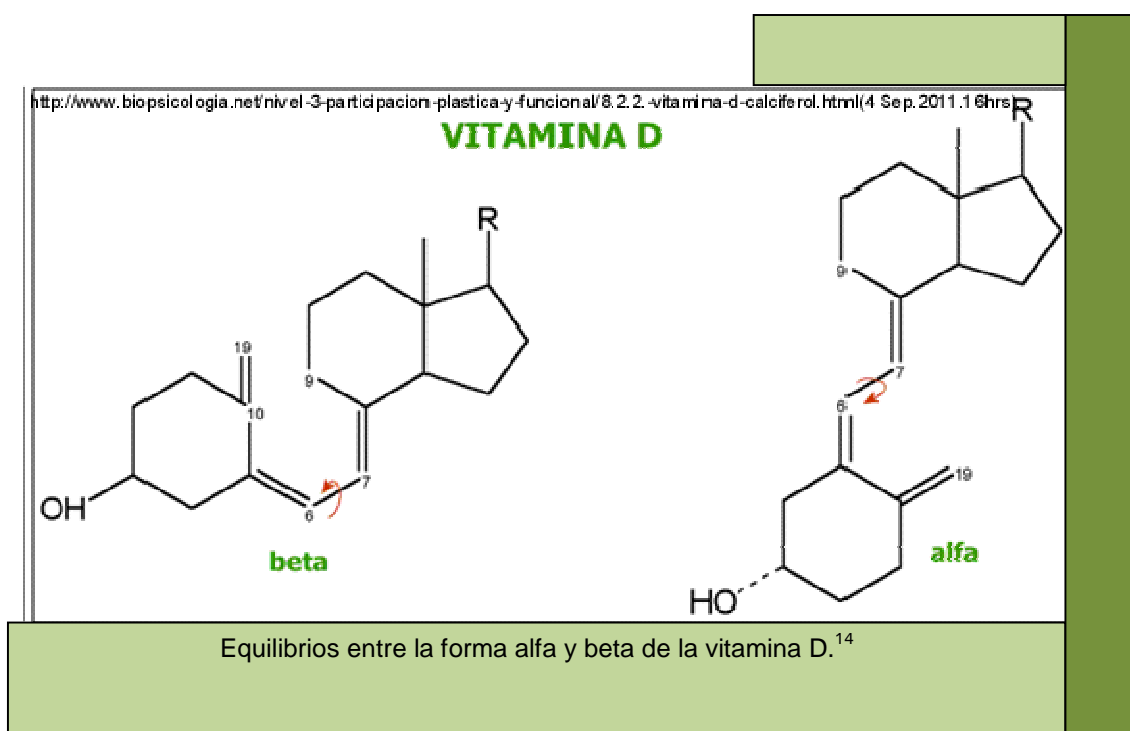 http://www.biopsicologia.net/nivel-3-participacion-plastica-y-funcional/8.2.2.-vitamina-d-calciferol.html(4 Sep.2011.16hrs)
VITAMINA D
R
9
7
6
19
HO
alfa
R
19
9
10
7
OH
6
beta
Equilibrios entre la forma alfa y beta de la vitamina D.14